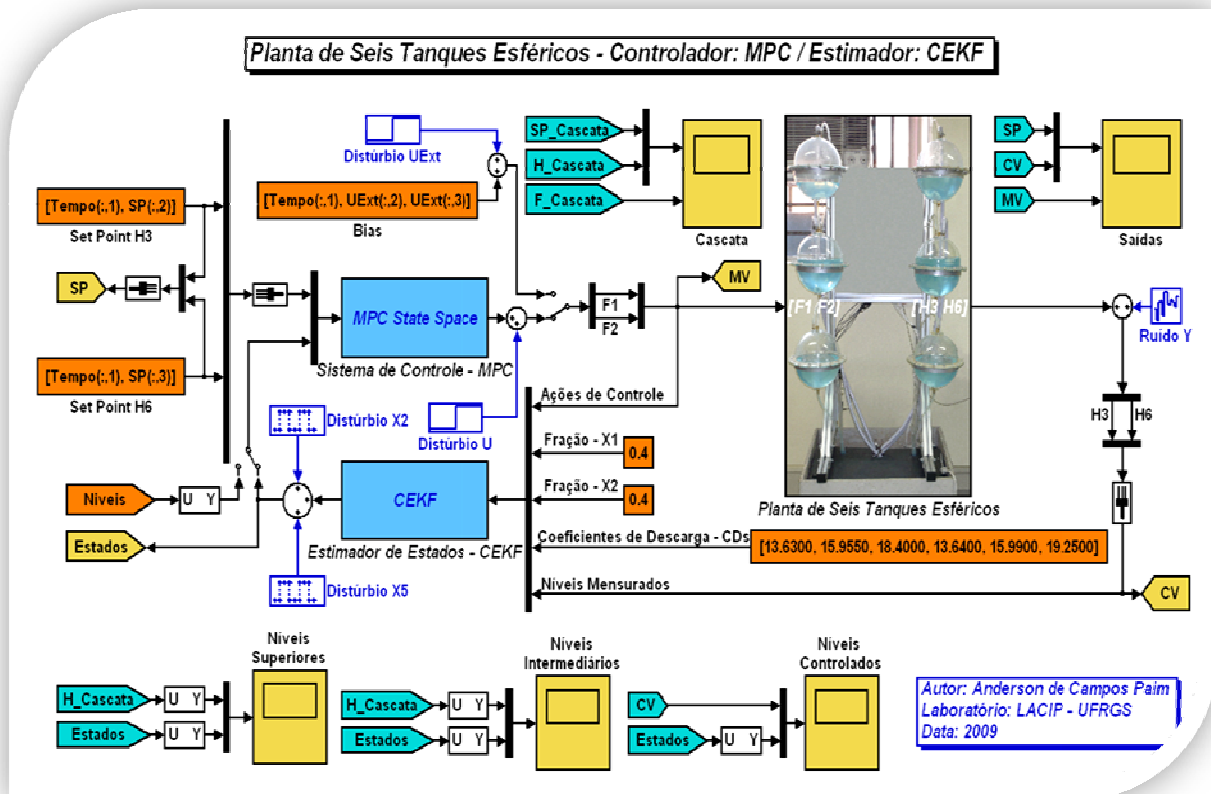 Planta de Seis Tanques Esféricos - Controlador: MPC / Estimador: CEKF
Distúrbio UExt
[Tempo(:,1), UExt(:,2), UExt(:,3)]
Bias
SP_Cascata
H_Cascata
F_Cascata
Cascata
SP
CV
MV
Saídas
[Tempo(:,1), SP(:,2)]
Set Point H3
SP
[Tempo(:,1), SP(:,3)]
Set Point H6
MPC State Space
Sistema de Controle - MPC
F1
F2
MV
[F1 F2]
[H3 H6]
Ruído Y
H3
H6
Distúrbio X2
Distúrbio U
Ações de Controle
Fração - X1
0.4
Fração - X2
0.4
Planta de Seis Tanques Esféricos
Níveis
U Y
Estados
CEKF
Estimador de Estados - CEKF
Coeficientes de Descarga - CDs
[13.6300, 15.9550, 18.4000, 13.6400, 15.9900, 19.2500]
Distúrbio X5
Níveis Mensurados
CV
Níveis
Superiores
H_Cascata
U Y
Estados
U Y
Níveis
Intermediários
H_Cascata
U Y
Estados
U Y
Níveis
Controlados
CV
Estados
U Y
Autor: Anderson de Campos Paim
Laboratório: LACIP - UFRGS
Data: 2009